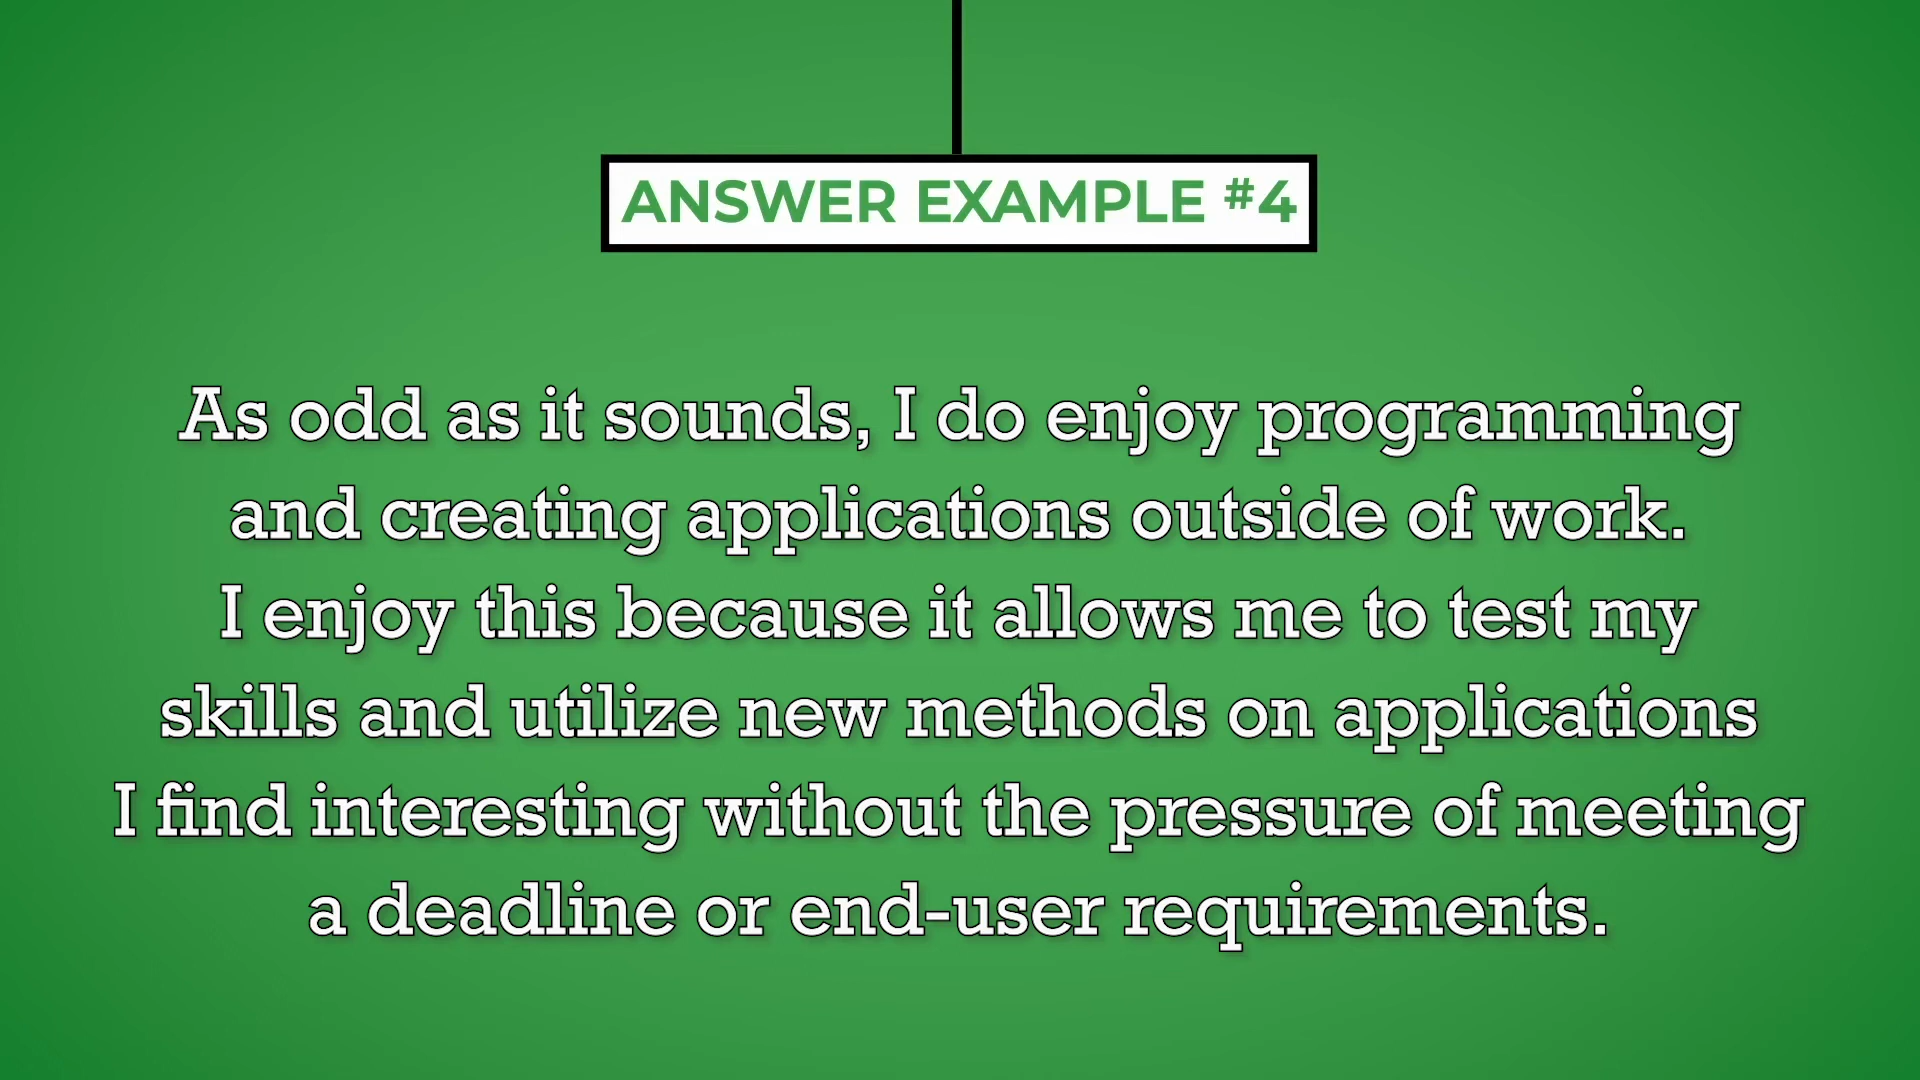 ANSWER EXAMPLE #4
As odd as it sounds, I do enjoy programming
and creating applications outside of work.
I enjoy this because it allows me to test my
skills and utilize new methods on applications
I find interesting without the pressure of meeting
a deadline or end-user requirements.